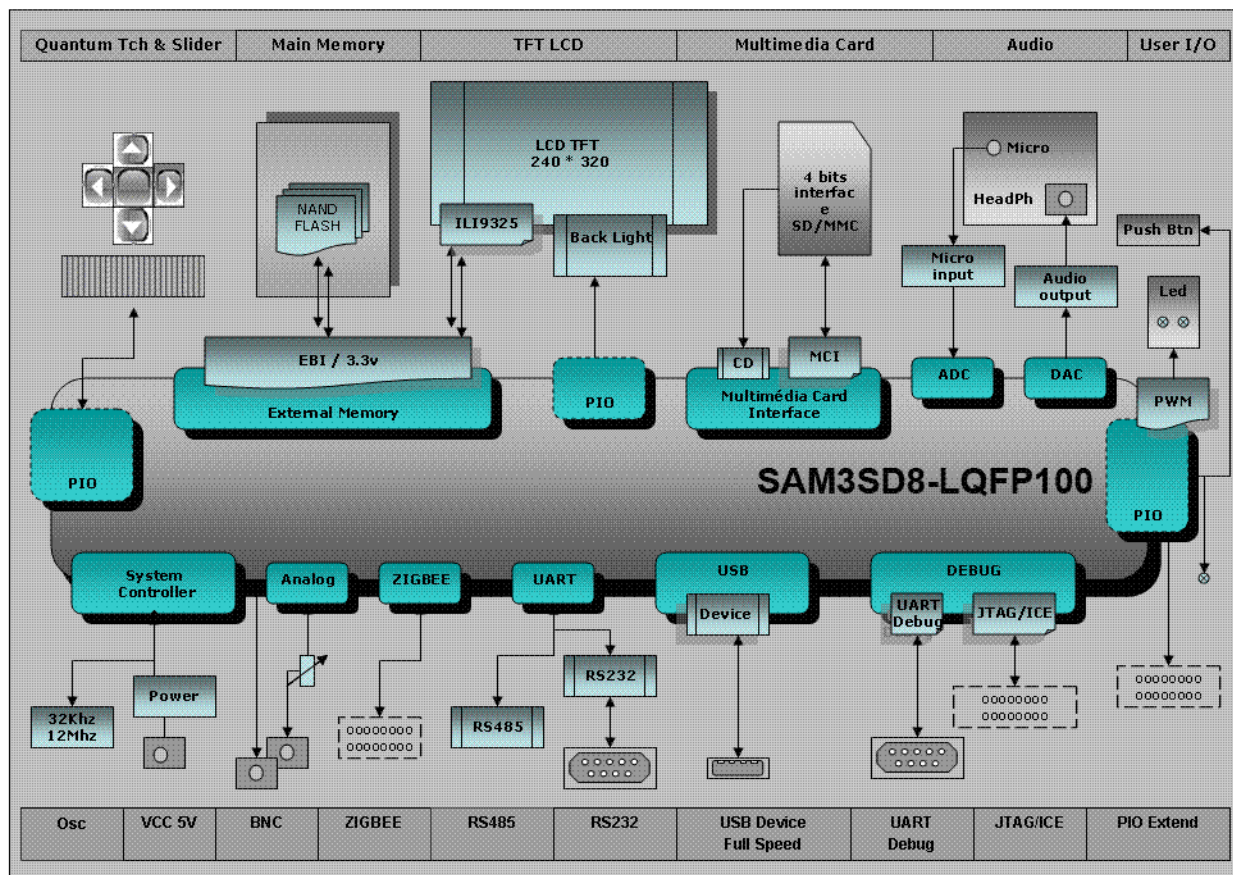 Quantum Tch & Slider
Main Memory
TFT LCD
Multimedia Card
Audio
User I/O
LCD TFT
240 * 320
4 bits
interfac
e
SD/MMC
Micro
HeadPh
NAND
FLASH
ILI9325
Back Light
Push Btn
Micro
input
Audio
output
Led
EBI / 3.3v
CD
MCI
ADC
DAC
PWM
External Memory
PIO
Multimédia Card
Interface
PIO
SAM3SD8-LQFP100
PIO
System
Controller
Analog
ZIGBEE
UART
USB
DEBUG
Device
UART
Debug
JTAG/ICE
Power
RS232
32Khz
12Mhz
RS485
Osc
VCC 5V
BNC
ZIGBEE
RS485
RS232
USB Device
Full Speed
UART
Debug
JTAG/ICE
PIO Extend